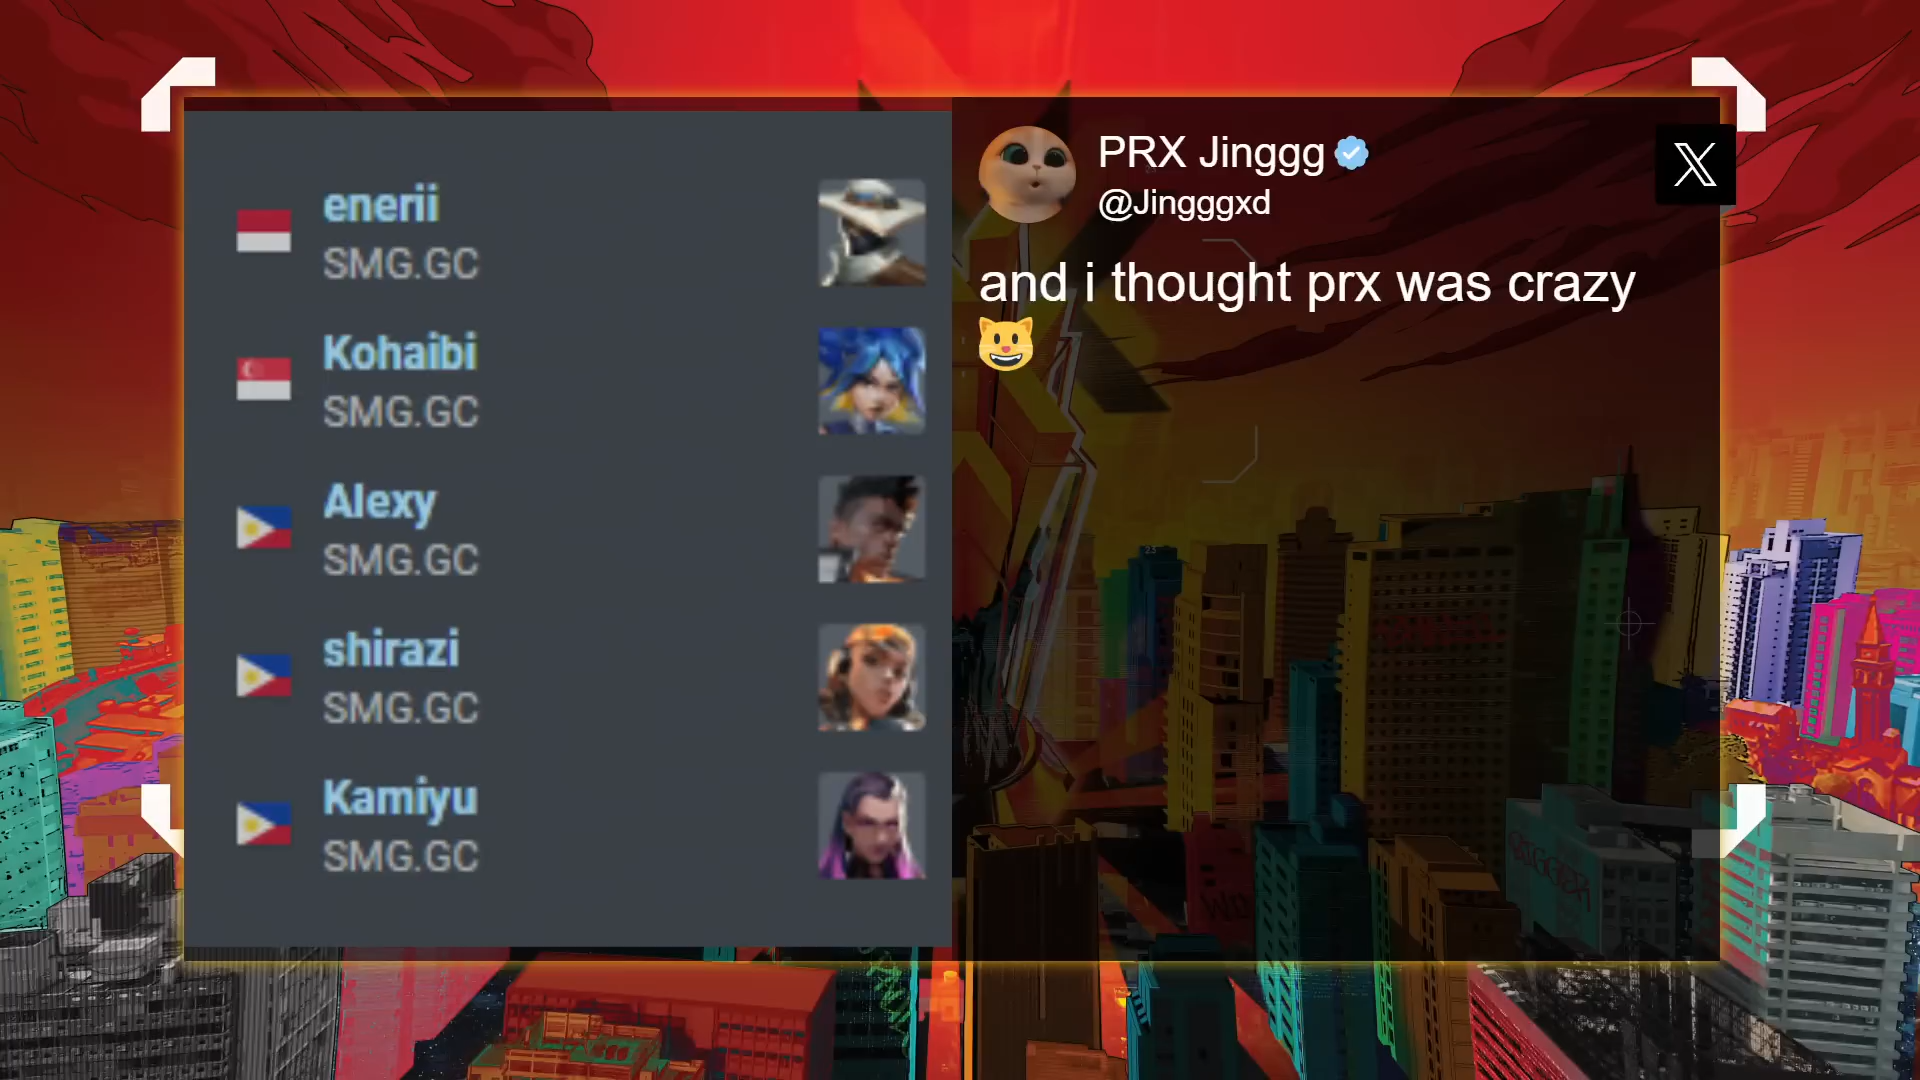 enerii
SMG.GC
Kohaibi
SMG.GC
Alexy
SMG.GC
shirazi
SMG.GC
Kamiyu
SMG.GC
PRX Jinggg
@Jingggxd
and i thought prx was crazy
😺
23